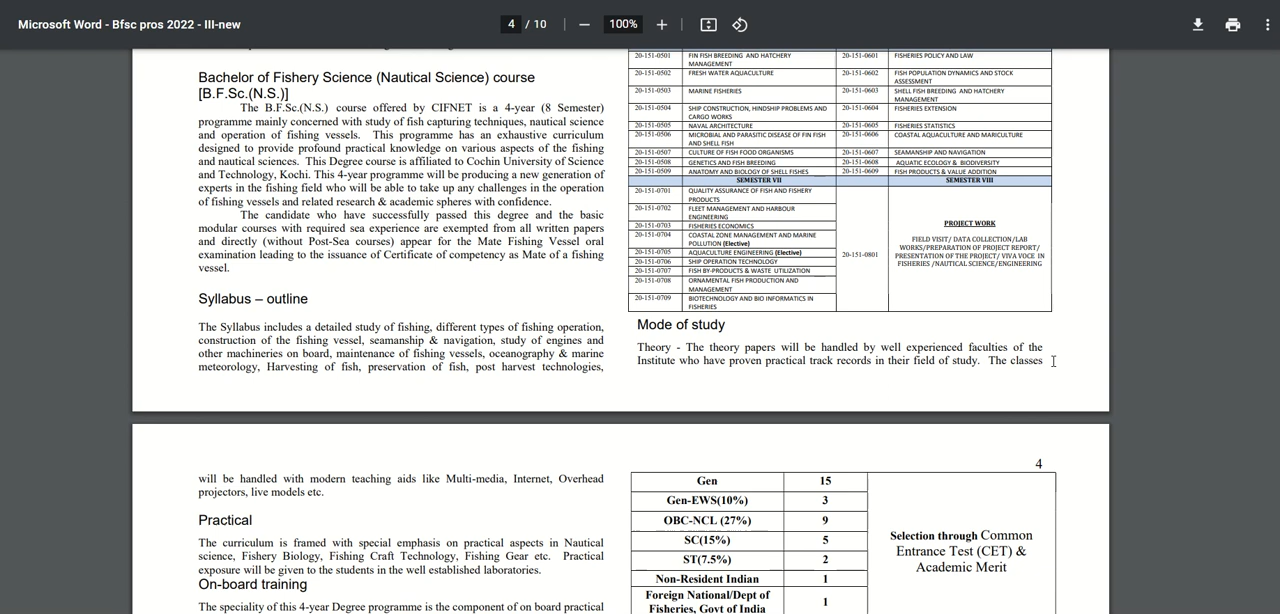 Microsoft Word - Bfsc pros 2022 - III-new
4 / 10
100%
Bachelor of Fishery Science (Nautical Science) course
[B.F.Sc.(N.S.)]
The B.F.Sc.(N.S.) course offered by CIFNET is a 4-year (8 Semester)
programme mainly concerned with study of fish capturing techniques, nautical science
and operation of fishing vessels. This programme has an exhaustive curriculum
designed to provide profound practical knowledge on various aspects of the fishing
and nautical sciences. This Degree course is affiliated to Cochin University of Science
and Technology, Kochi. This 4-year programme will be producing a new generation of
experts in the fishing field who will be able to take up any challenges in the operation
of fishing vessels and related research & academic spheres with confidence.
The candidate who have successfully passed this degree and the basic
modular courses with required sea experience are exempted from all written papers
and directly (without Post-Sea courses) appear for the Mate Fishing Vessel oral
examination leading to the issuance of Certificate of competency as Mate of a fishing
vessel.
Syllabus – outline
The Syllabus includes a detailed study of fishing, different types of fishing operation,
construction of the fishing vessel, seamanship & navigation, study of engines and
other machineries on board, maintenance of fishing vessels, oceanography & marine
meteorology, Harvesting of fish, preservation of fish, post harvest technologies,
20-151-0501 FIN FISH BREEDING AND HATCHERY 20-151-0601 FISHERIES POLICY AND LAW
MANAGEMENT
20-151-0502 FRESH WATER AQUACULTURE 20-151-0602 FISH POPULATION DYNAMICS AND STOCK
ASSESSMENT
20-151-0503 MARINE FISHERIES 20-151-0603 SHELL FISH BREEDING AND HATCHERY
MANAGEMENT
20-151-0504 SHIP CONSTRUCTION, HINDSHIP PROBLEMS AND 20-151-0604 FISHERIES EXTENSION
CARGO WORKS
20-151-0505 NAVAL ARCHITECTURE 20-151-0605 FISHERIES STATISTICS
20-151-0506 MICROBIAL AND PARASITIC DISEASE OF FIN FISH 20-151-0606 COASTAL AQUACULTURE AND MARICULTURE
AND SHELL FISH
20-151-0507 CULTURE OF FISH FOOD ORGANISMS 20-151-0607 SEAMANSHIP AND NAVIGATION
20-151-0508 GENETICS AND FISH BREEDING 20-151-0608 AQUATIC ECOLOGY & BIODIVERSITY
20-151-0509 ANATOMY AND BIOLOGY OF SHELL FISHES 20-151-0609 FISH PRODUCTS & VALUE ADDITION
SEMESTER VII SEMESTER VIII
20-151-0701 QUALITY ASSURANCE OF FISH AND FISHERY
PRODUCTS
20-151-0702 FLEET MANAGEMENT AND HARBOUR
ENGINEERING
20-151-0703 FISHERIES ECONOMICS
20-151-0704 COASTAL ZONE MANAGEMENT AND MARINE
POLLUTION (Elective)
20-151-0705 AQUACULTURE ENGINEERING (Elective)
20-151-0706 SHIP OPERATION TECHNOLOGY
20-151-0707 FISH BY-PRODUCTS & WASTE UTILIZATION
20-151-0708 ORNAMENTAL FISH PRODUCTION AND
MANAGEMENT
20-151-0709 BIOTECHNOLOGY AND BIO INFORMATICS IN
FISHERIES
20-151-0801
PROJECT WORK
FIELD VISIT/ DATA COLLECTION/LAB
WORKS/PREPARATION OF PROJECT REPORT/
PRESENTATION OF THE PROJECT/ VIVA VOCE IN
FISHERIES /NAUTICAL SCIENCE/ENGINEERING
Mode of study
Theory - The theory papers will be handled by well experienced faculties of the
Institute who have proven practical track records in their field of study. The classes
4
will be handled with modern teaching aids like Multi-media, Internet, Overhead
projectors, live models etc.
Practical
The curriculum is framed with special emphasis on practical aspects in Nautical
science, Fishery Biology, Fishing Craft Technology, Fishing Gear etc. Practical
exposure will be given to the students in the well established laboratories.
On-board training
The speciality of this 4-year Degree programme is the component of on board practical
Gen 15
Gen-EWS(10%) 3
OBC-NCL (27%) 9
SC(15%) 5
ST(7.5%) 2
Non-Resident Indian 1
Foreign National/Dept of
Fisheries, Govt of India 1
Selection through Common
Entrance Test (CET) &
Academic Merit